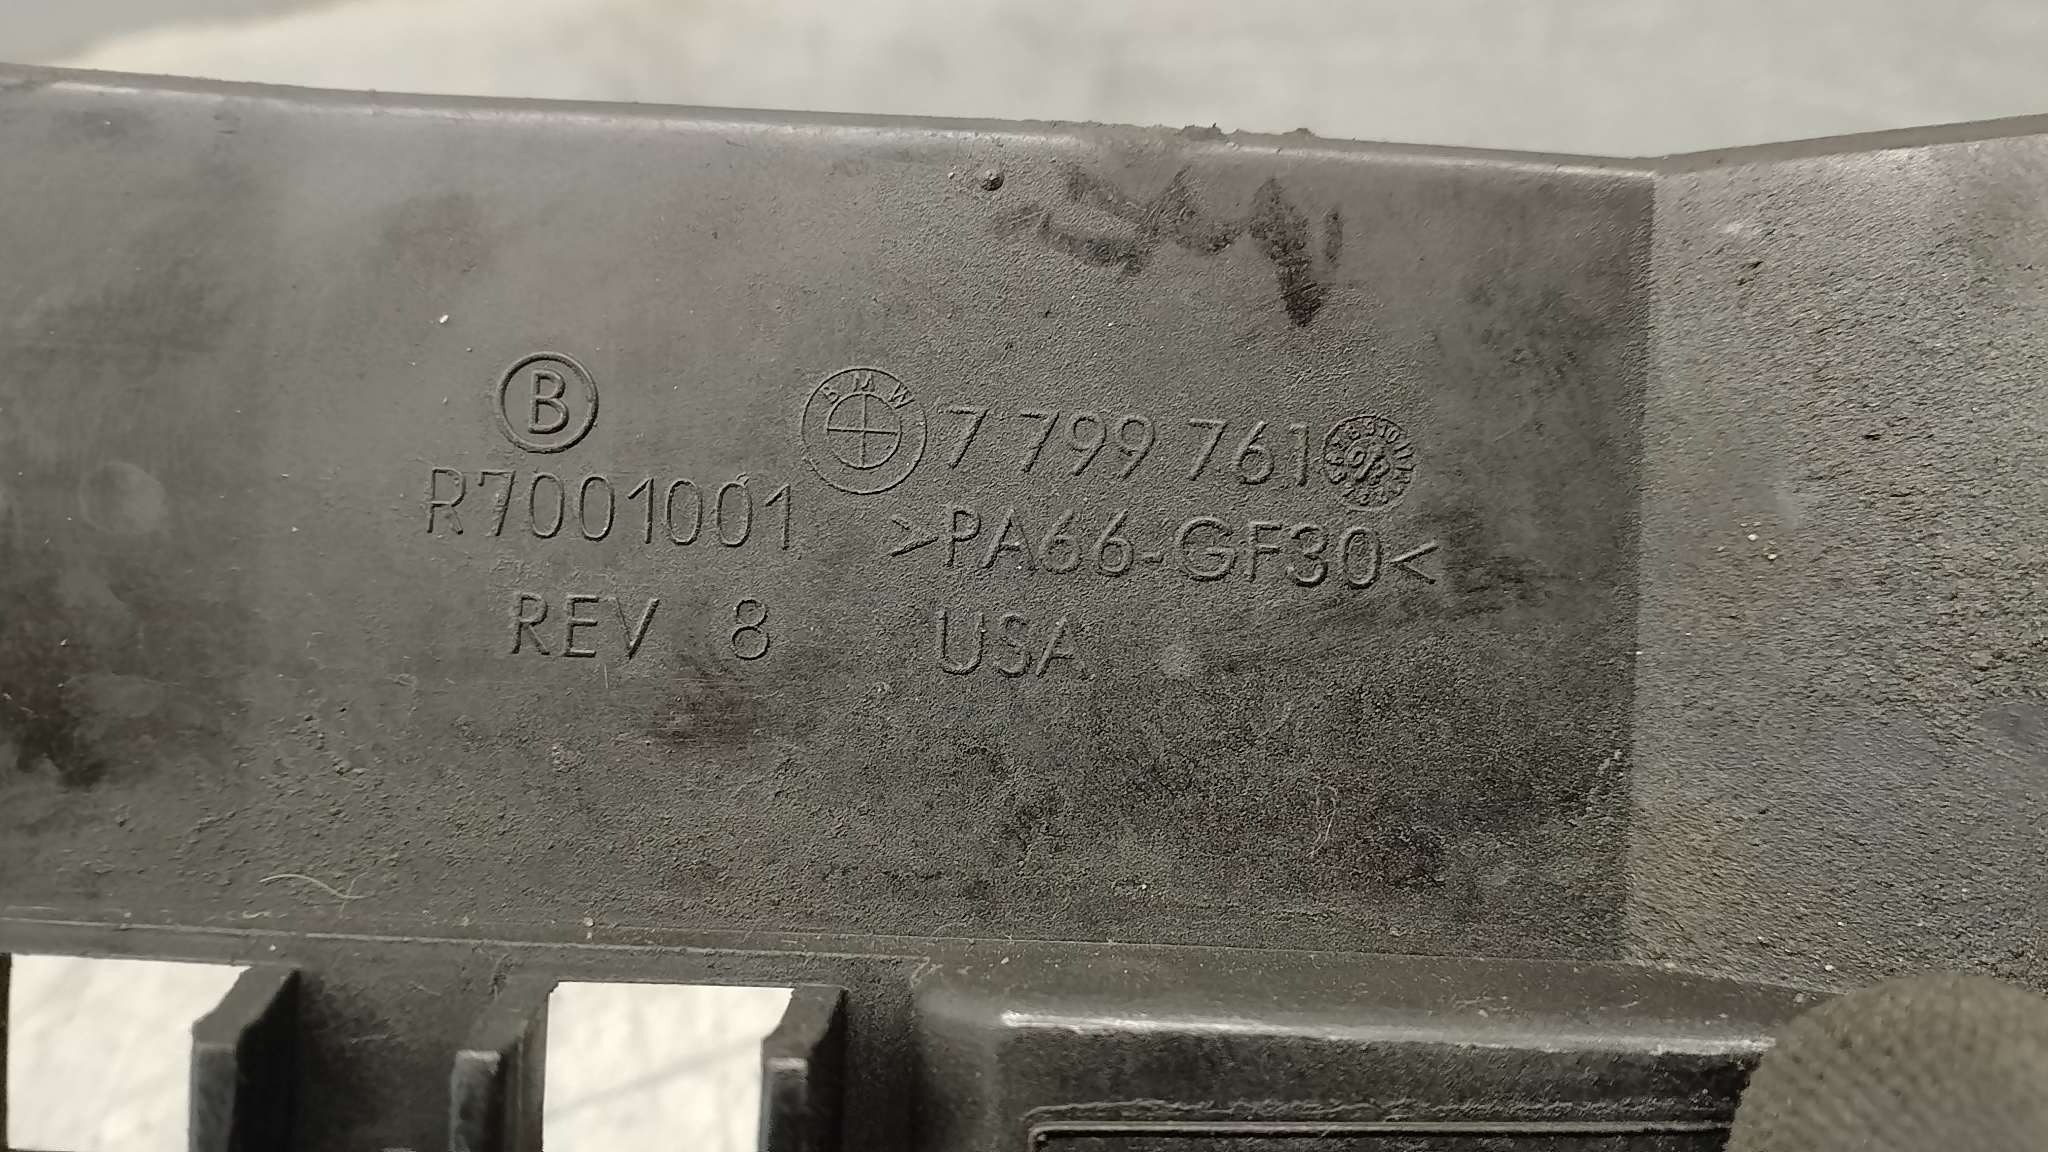 B
R7001001
REV 8
BMW 7 799 761
>PA66-GF30<
USA